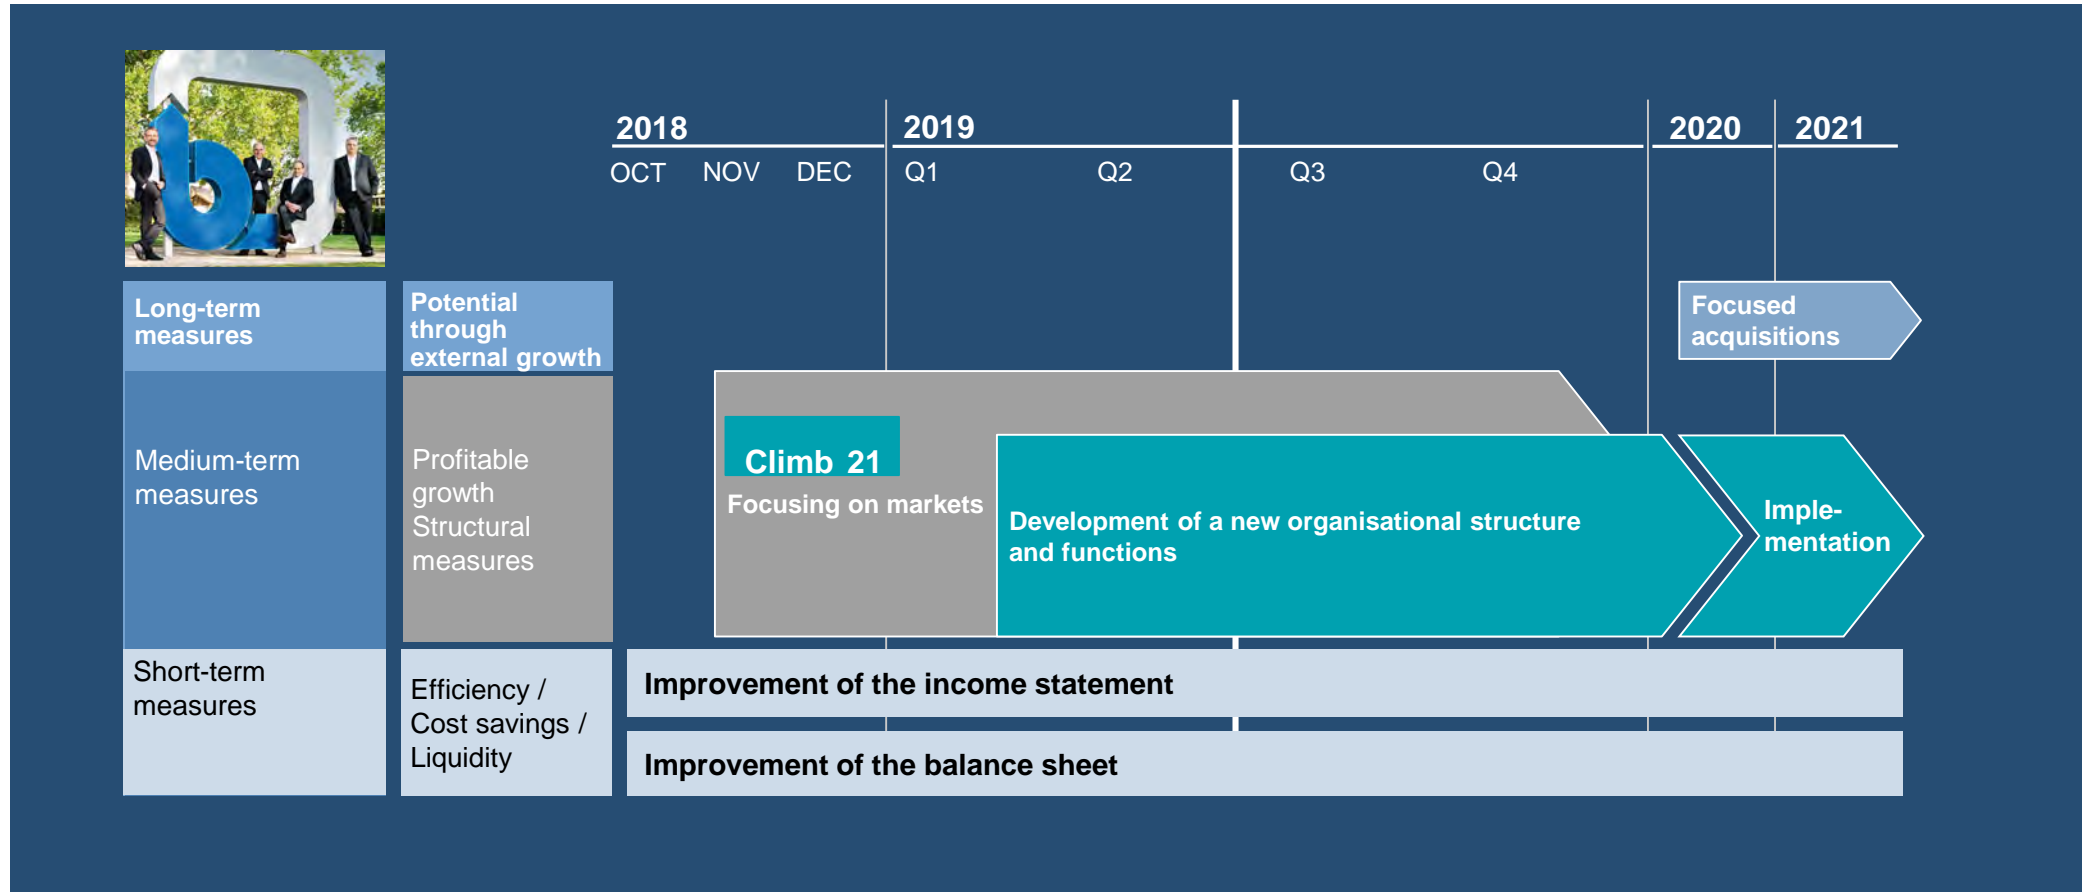 2018
2019
2020
2021
OCT
NOV
DEC
Q1
Q2
Q3
Q4
Long-term
measures
Potential
through
external growth
Focused
acquisitions
Medium-term
measures
Profitable
growth
Structural
measures
Climb 21
Focusing on markets
Development of a new organisational structure
and functions
Imple-
mentation
Short-term
measures
Efficiency /
Cost savings /
Liquidity
Improvement of the income statement
Improvement of the balance sheet